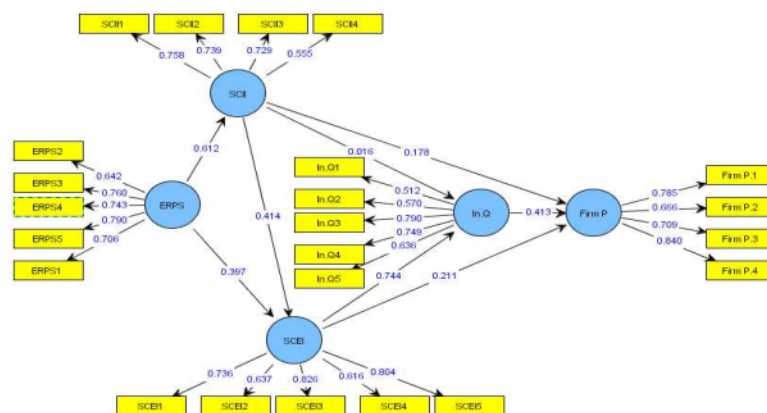 SCII1
SCII2
SCII3
SCII4
0.758
0.739
0.729
0.555
SCII
0.612
0.016
0.178
0.414
ERPS2
ERPS3
ERPS4
ERPS5
ERPS1
0.642
0.760
0.743
0.790
0.706
ERPS
0.397
In.Q1
In.Q2
In.Q3
In.Q4
In.Q5
0.512
0.570
0.790
0.749
0.636
In.Q
0.413
Firm P
0.785
0.666
0.709
0.840
Firm P.1
Firm P.2
Firm P.3
Firm P.4
0.744
0.211
SCEI
0.736
0.637
0.826
0.616
0.804
SCEI1
SCEI2
SCEI3
SCEI4
SCEI5